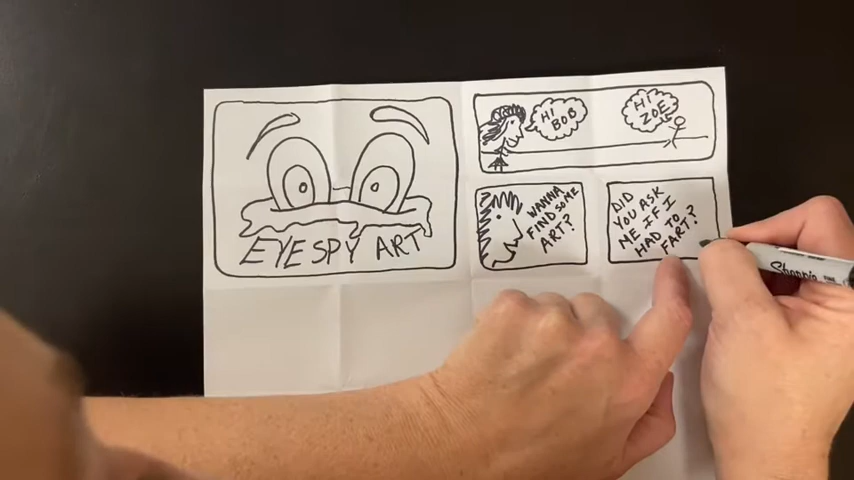 EYE SPY ART
HI
BOB
HI
ZOE
WANNA
FIND SOME
ART?
DID
YOU ASK
ME IF I
HAD TO
FART?
Sharpie